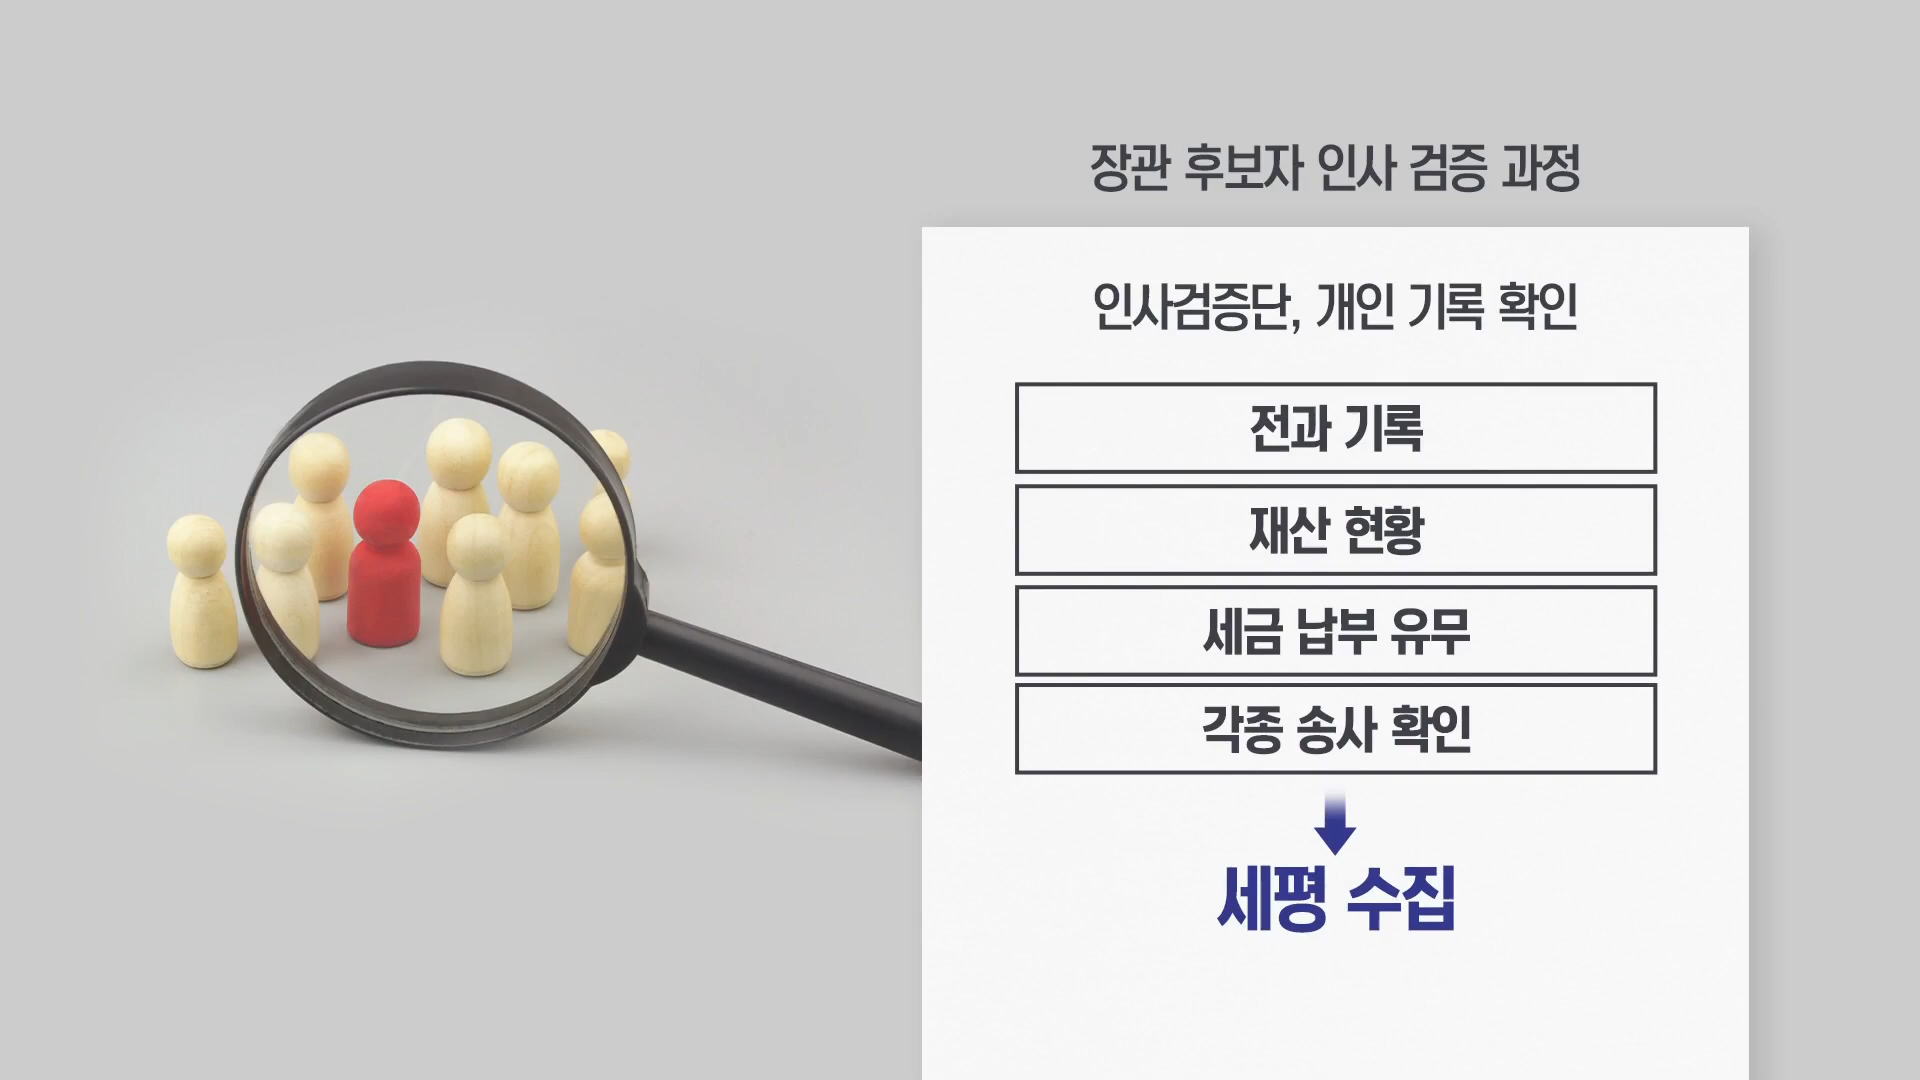 장관 후보자 인사 검증 과정
인사검증단, 개인 기록 확인
전과 기록
재산 현황
세금 납부 유무
각종 송사 확인
세평 수집